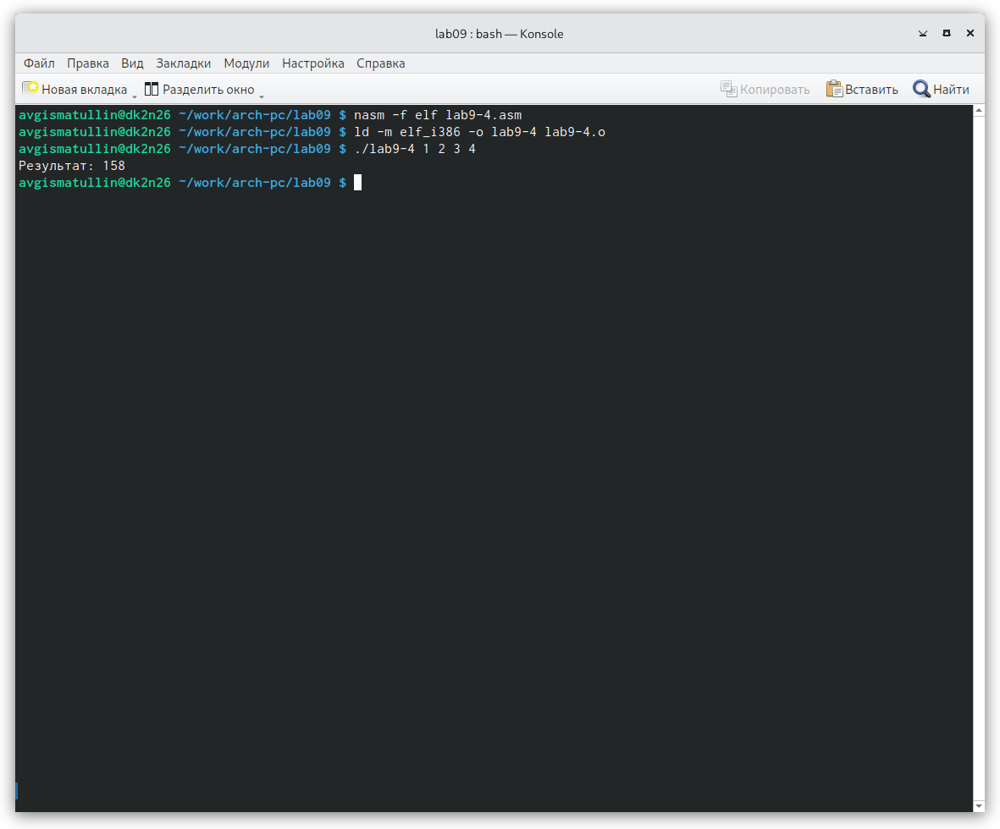 lab09 : bash — Konsole
Файл Правка Вид Закладки Модули Настройка Справка
Новая вкладка Разделить окно Копировать Вставить Найти
avgismatullin@dk2n26 ~/work/arch-pc/lab09 $ nasm -f elf lab9-4.asm
avgismatullin@dk2n26 ~/work/arch-pc/lab09 $ ld -m elf_i386 -o lab9-4 lab9-4.o
avgismatullin@dk2n26 ~/work/arch-pc/lab09 $ ./lab9-4 1 2 3 4
Результат: 158
avgismatullin@dk2n26 ~/work/arch-pc/lab09 $